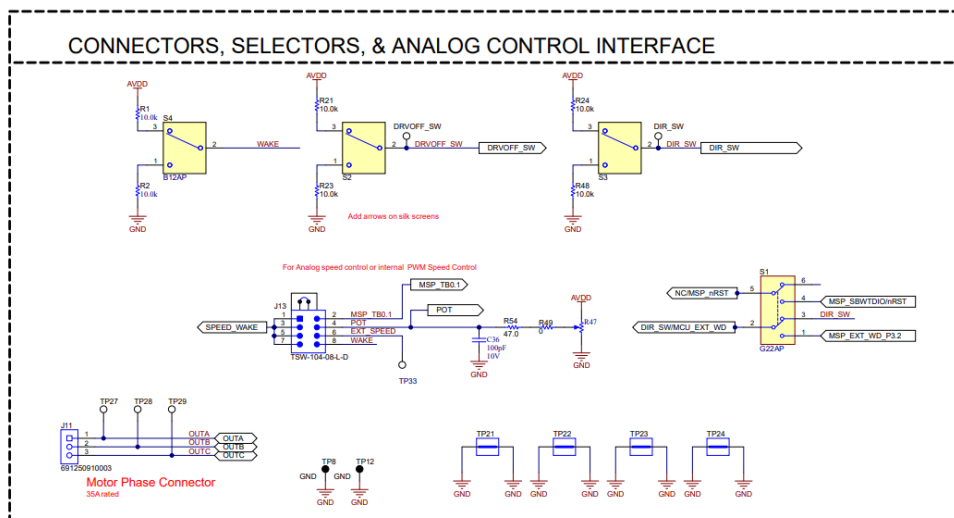 CONNECTORS, SELECTORS, & ANALOG CONTROL INTERFACE
AVDD
R1
10.0k
S4
3
2
WAKE
1
B12AP
R2
10.0k
GND
AVDD
R21
10.0k
DRVOFF_SW
3
2
DRVOFF_SW
DRVOFF_SW
1
S2
R23
10.0k
GND
Add arrows on silk screens
AVDD
R24
10.0k
DIR_SW
3
2
DIR_SW
DIR_SW
1
S3
R48
10.0k
GND
For Analog speed control or internal PWM Speed Control
J13
MSP_TB0.1
POT
SPEED_WAKE
1
2
MSP_TB0.1
3
4
POT
5
6
EXT_SPEED
7
8
WAKE
TSW-104-08-L-D
TP33
C36
100pF
10V
GND
R54
47.0
R49
0
AVDD
R47
GND
S1
NC/MSP_nRST
5
6
4
MSP_SBWTDIO/nRST
DIR_SW/MCU_EXT_WD
2
3
DIR_SW
1
MSP_EXT_WD_P3.2
G22AP
TP27
TP28
TP29
J11
1
OUTA
OUTA
2
OUTB
OUTB
3
OUTC
OUTC
691250910003
Motor Phase Connector
35A rated
TP8
GND
GND
TP12
GND
GND
TP21
GND
GND
TP22
GND
GND
TP23
GND
GND
TP24
GND
GND